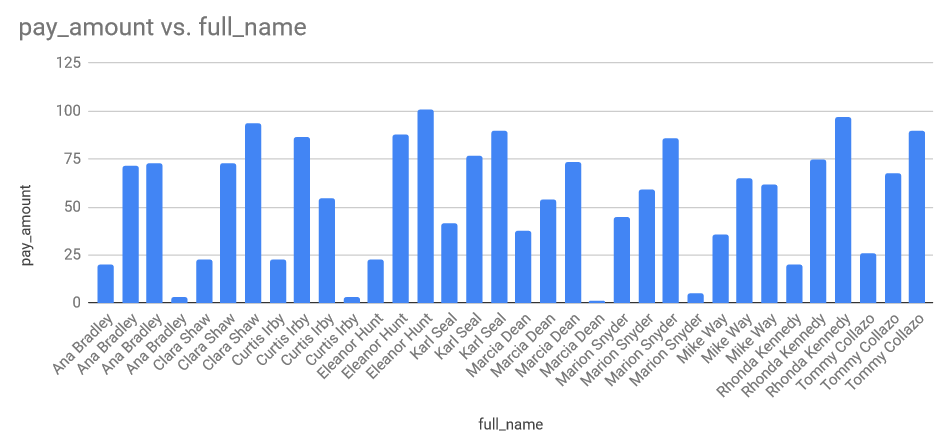 pay_amount vs. full_name
125
100
75
50
25
0
pay_amount
Ana Bradley
Ana Bradley
Ana Bradley
Ana Bradley
Clara Shaw
Clara Shaw
Clara Shaw
Curtis Irby
Curtis Irby
Curtis Irby
Curtis Irby
Eleanor Hunt
Eleanor Hunt
Eleanor Hunt
Karl Seal
Karl Seal
Karl Seal
Marcia Dean
Marcia Dean
Marcia Dean
Marcia Dean
Marion Snyder
Marion Snyder
Marion Snyder
Marion Snyder
Mike Way
Mike Way
Mike Way
Rhonda Kennedy
Rhonda Kennedy
Rhonda Kennedy
Tommy Collazo
Tommy Collazo
Tommy Collazo
full_name